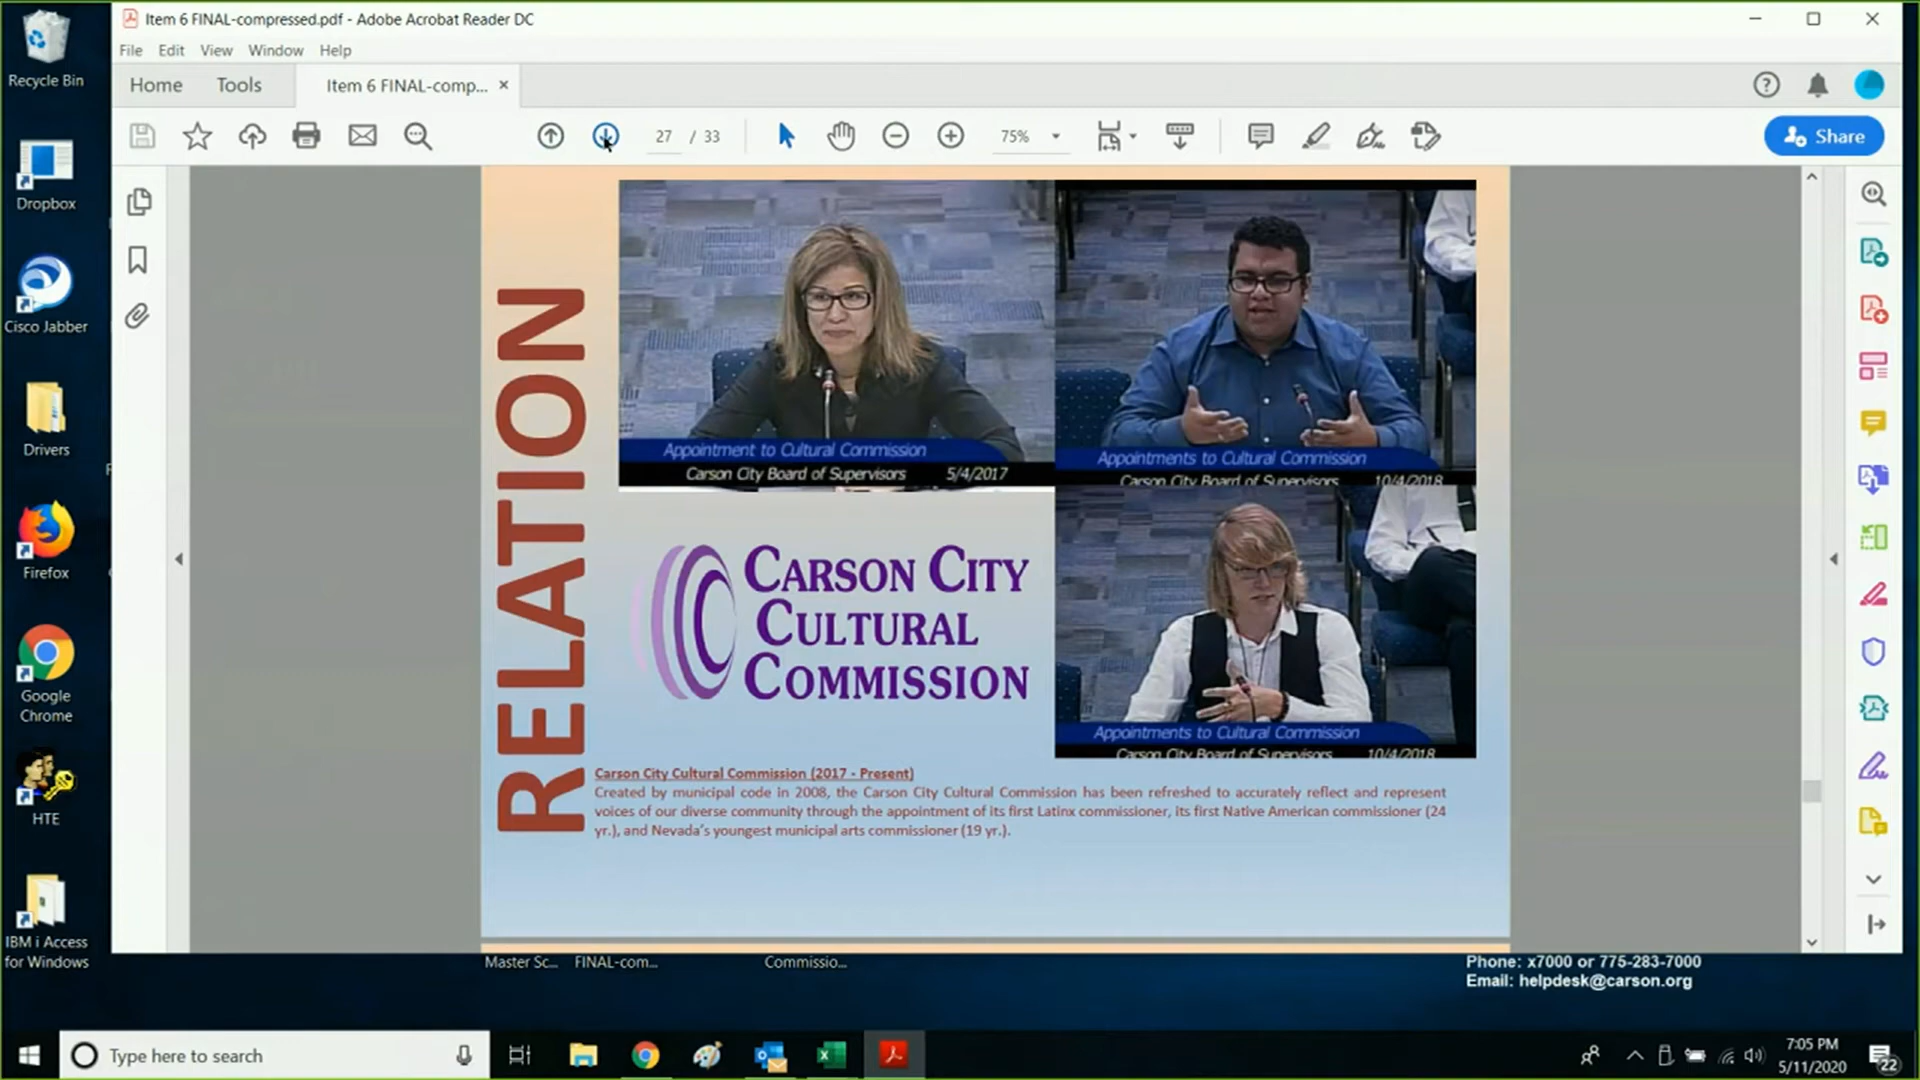 Item 6 FINAL-compressed.pdf - Adobe Acrobat Reader DC
File Edit View Window Help
Home Tools Item 6 FINAL-comp... ×
27 / 33 75% Share
Recycle Bin
Dropbox
Cisco Jabber
Drivers
Firefox
Google
Chrome
HTE
IBM i Access
for Windows
RELATION
Appointment to Cultural Commission
Carson City Board of Supervisors 5/4/2017
Appointments to Cultural Commission
Carson City Board of Supervisors 10/4/2018
CARSON CITY
CULTURAL
COMMISSION
Appointments to Cultural Commission
Carson City Board of Supervisors 10/4/2018
Carson City Cultural Commission (2017 - Present)
Created by municipal code in 2008, the Carson City Cultural Commission has been refreshed to accurately reflect and represent
voices of our diverse community through the appointment of its first Latinx commissioner, its first Native American commissioner (24
yr.), and Nevada's youngest municipal arts commissioner (19 yr.).
Master Sc... FINAL-com... Commissio...
Phone: x7000 or 775-283-7000
Email: helpdesk@carson.org
Type here to search
7:05 PM
5/11/2020
22